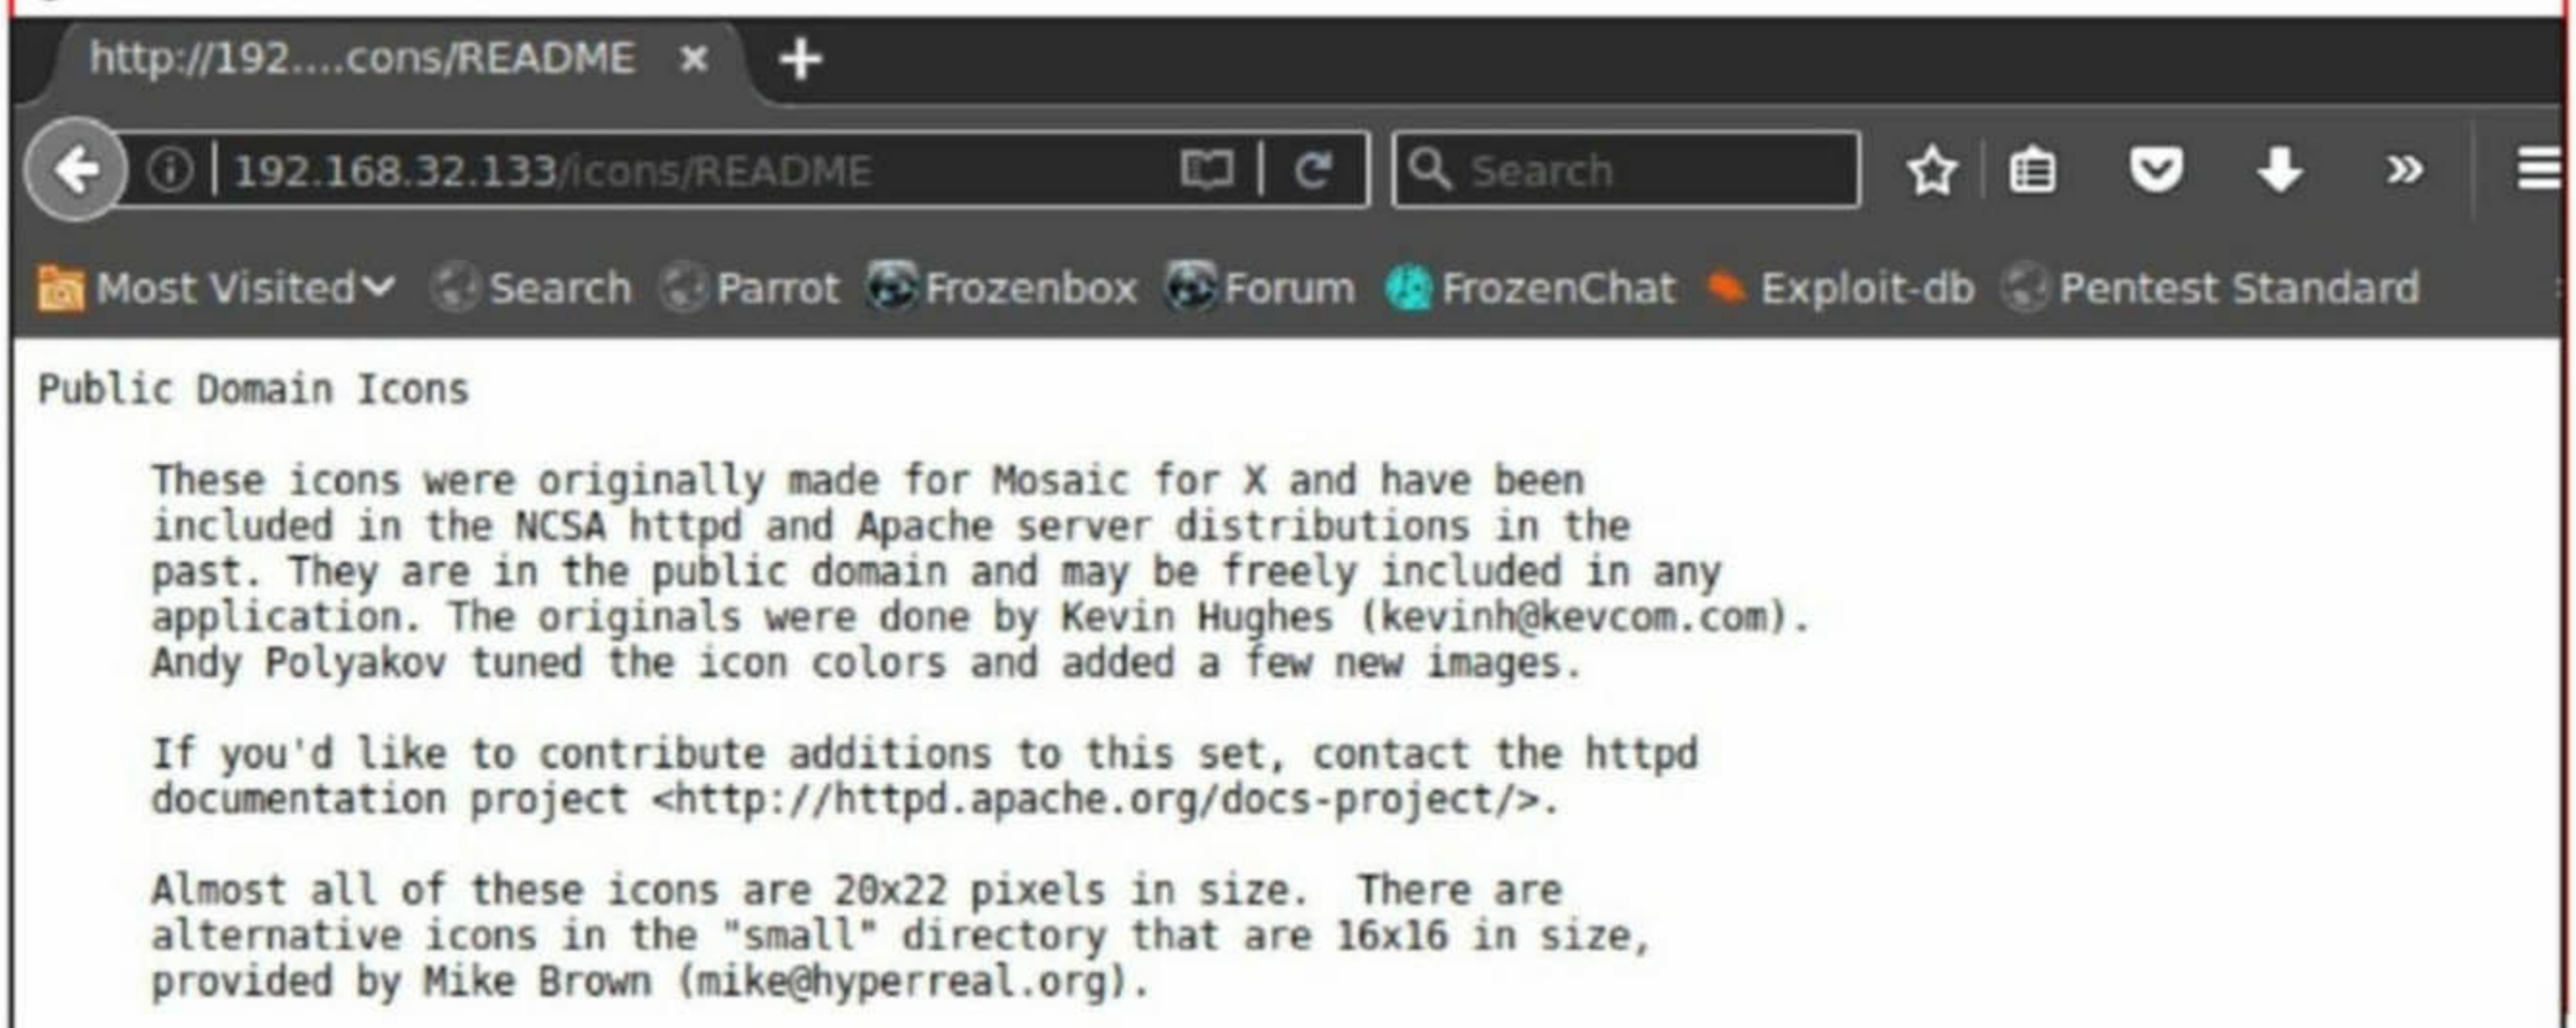 http://192....cons/README
192.168.32.133/icons/README
Search
Most Visited Search Parrot Frozenbox Forum FrozenChat Exploit-db Pentest Standard
Public Domain Icons
These icons were originally made for Mosaic for X and have been
included in the NCSA httpd and Apache server distributions in the
past. They are in the public domain and may be freely included in any
application. The originals were done by Kevin Hughes (kevinh@kevcom.com).
Andy Polyakov tuned the icon colors and added a few new images.
If you'd like to contribute additions to this set, contact the httpd
documentation project <http://httpd.apache.org/docs-project/>.
Almost all of these icons are 20x22 pixels in size.  There are
alternative icons in the "small" directory that are 16x16 in size,
provided by Mike Brown (mike@hyperreal.org).